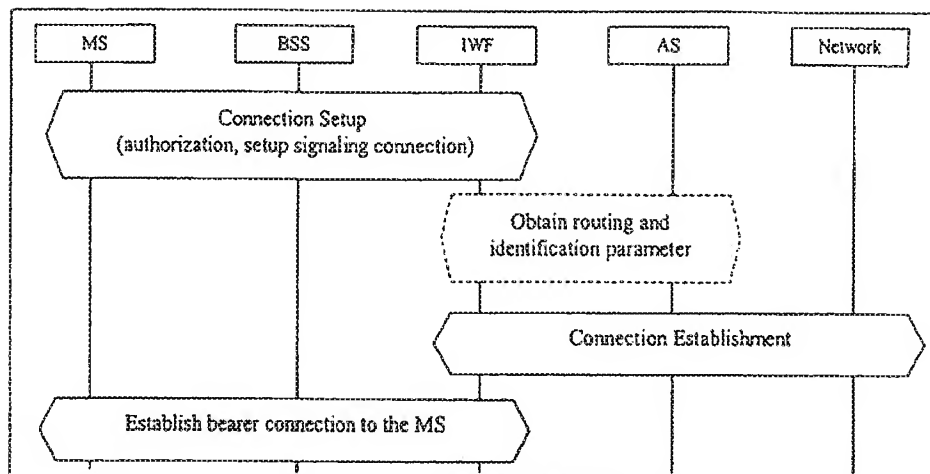 MS BSS IWF AS Network
Connection Setup
(authorization, setup signaling connection)
Obtain routing and
identification parameter
Connection Establishment
Establish bearer connection to the MS